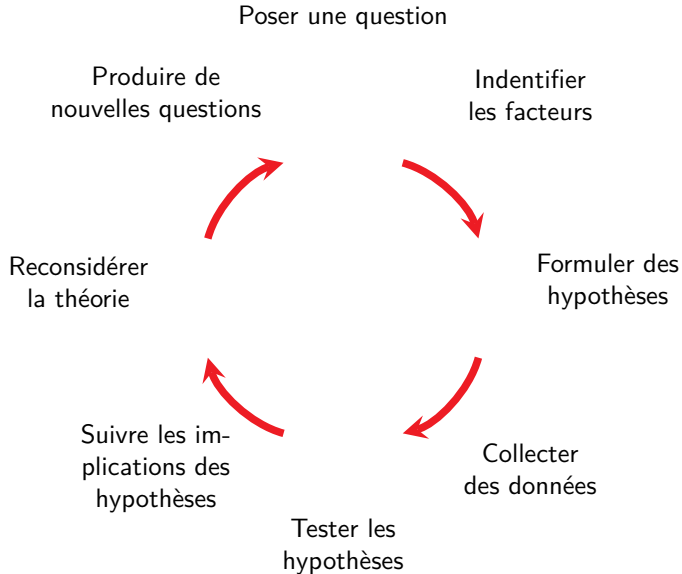 Poser une question
Indentifier
les facteurs
Formuler des
hypothèses
Collecter
des données
Tester les
hypothèses
Suivre les im-
plications des
hypothèses
Reconsidérer
la théorie
Produire de
nouvelles questions